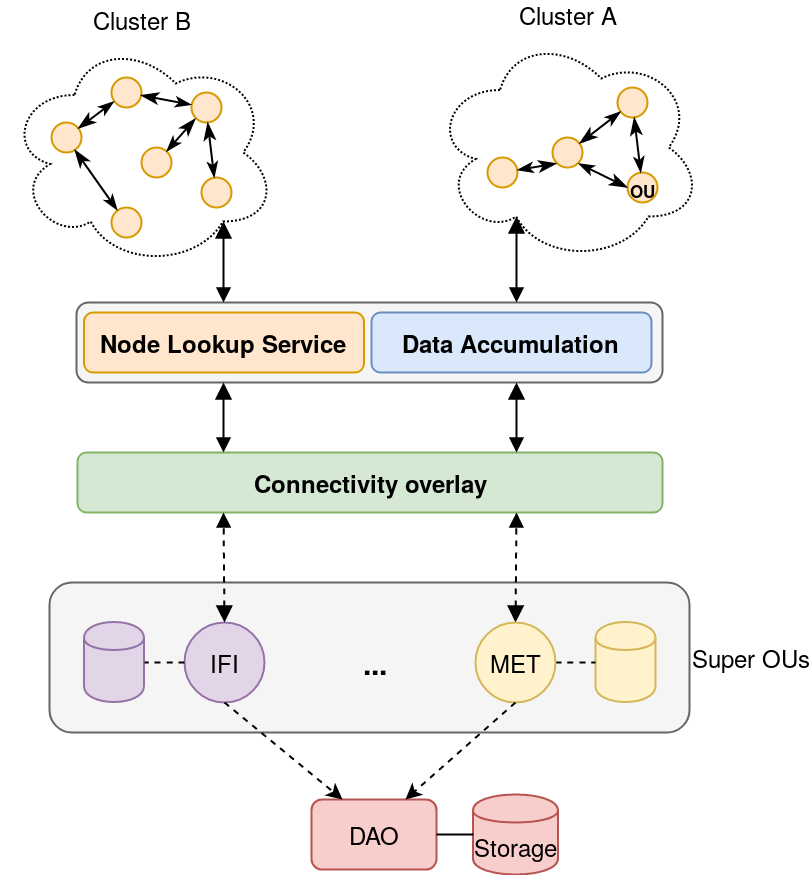 Cluster B
Cluster A
OU
Node Lookup Service
Data Accumulation
Connectivity overlay
IFI
...
MET
Super OUs
DAO
Storage